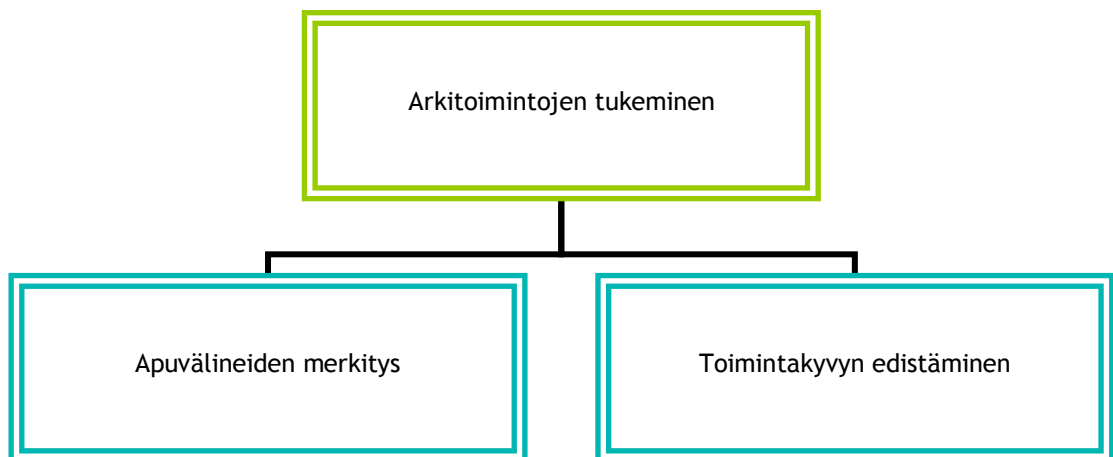 Arkitoimintojen tukeminen
Apuvälineiden merkitys
Toimintakyvyn edistäminen